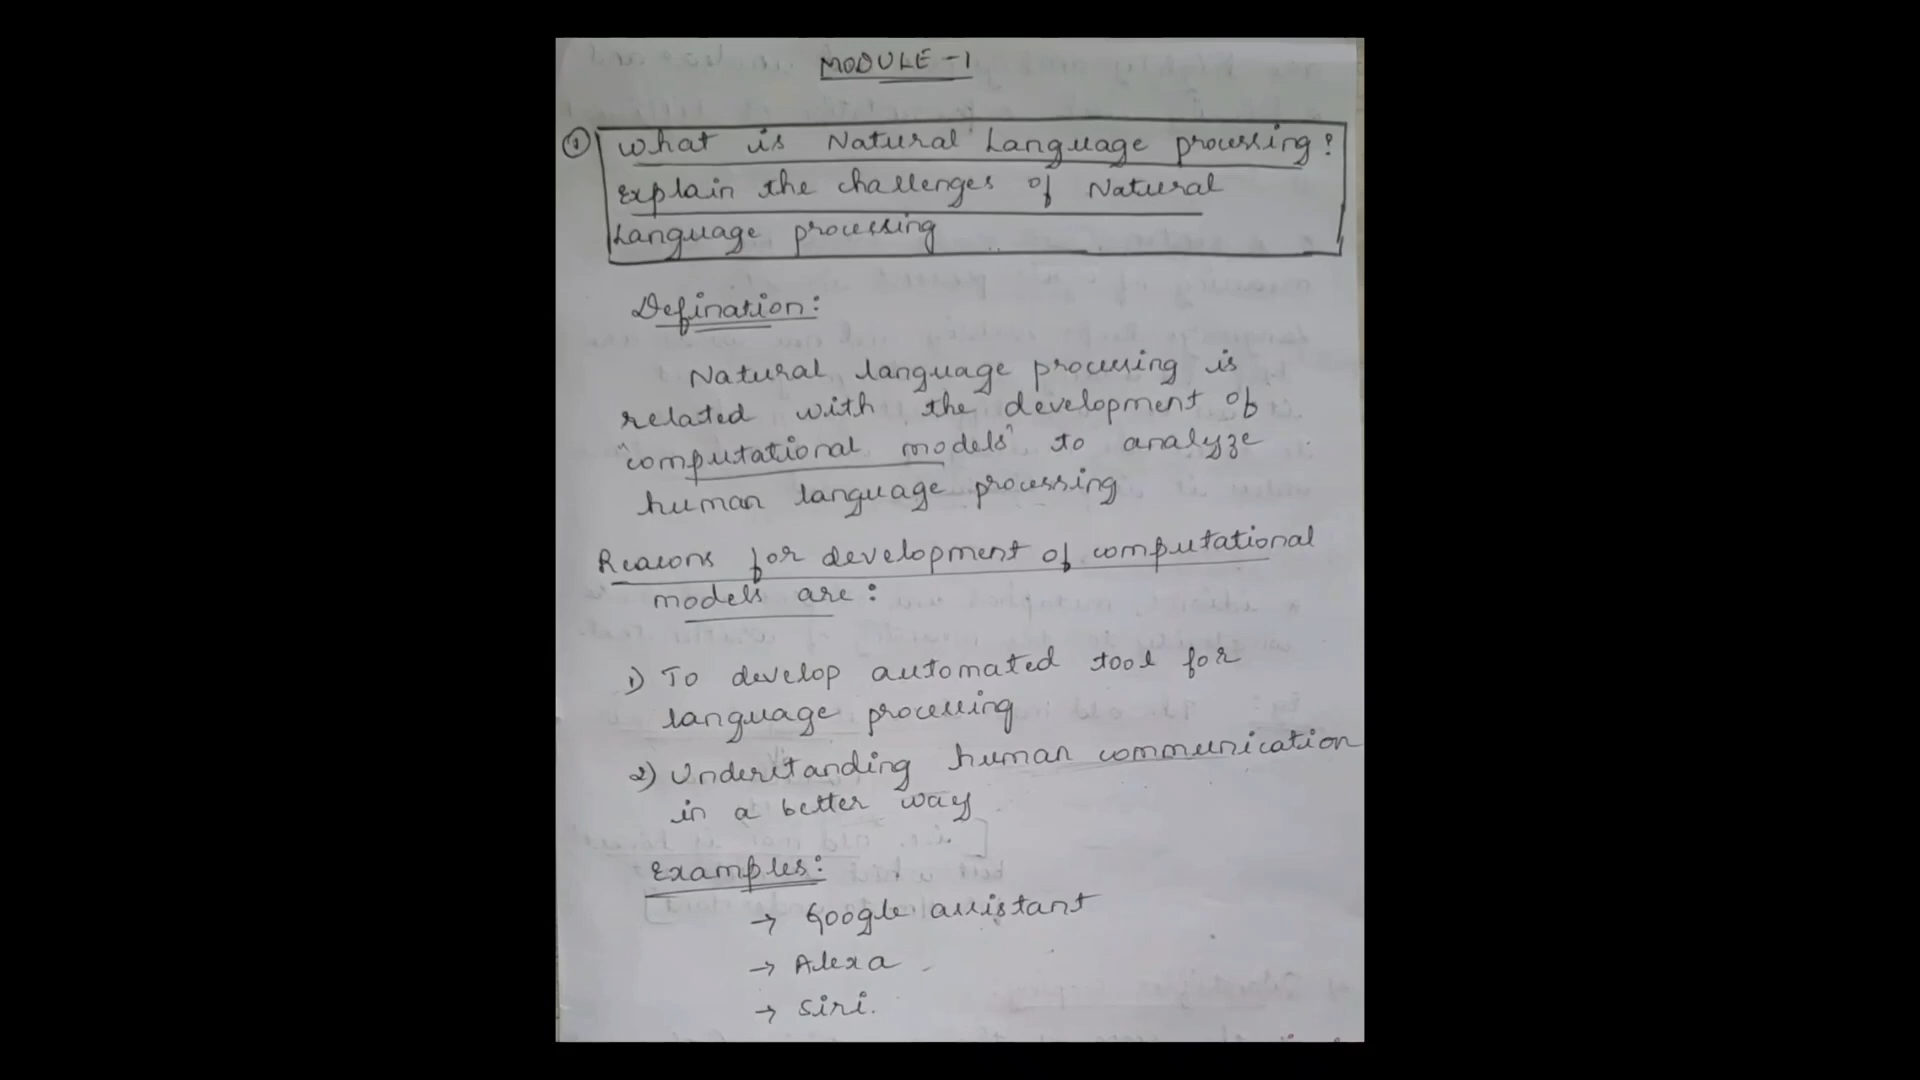 MODULE - 1
① What is Natural Language processing?
Explain the challenges of Natural
Language processing
Defination:
Natural language processing is
related with the development of
"computational models" to analyze
human language processing
Reasons for development of computational
models are:
1) To develop automated tool for
language processing
2) Understanding human communication
in a better way
Examples:
→ Google assistant
→ Alexa
→ Siri.